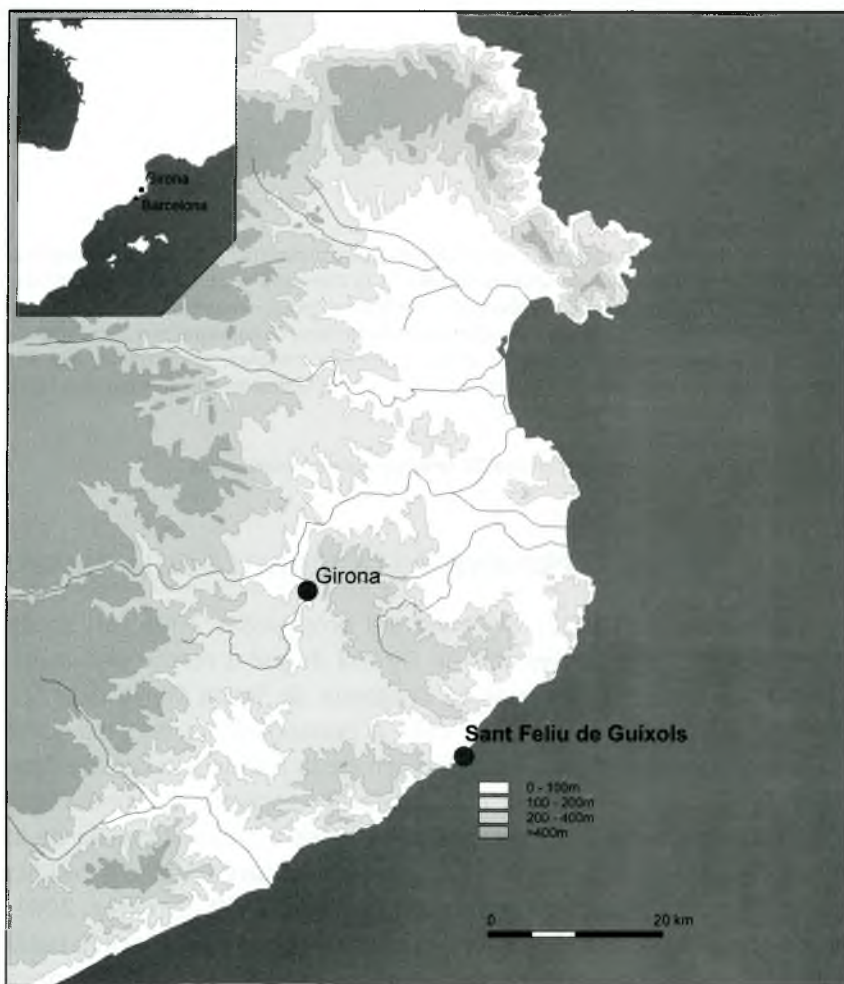 Girona
Barcelona
Girona
Sant Feliu de Guíxols
0 - 100m
100 - 200m
200 - 400m
>400m
0 20 km